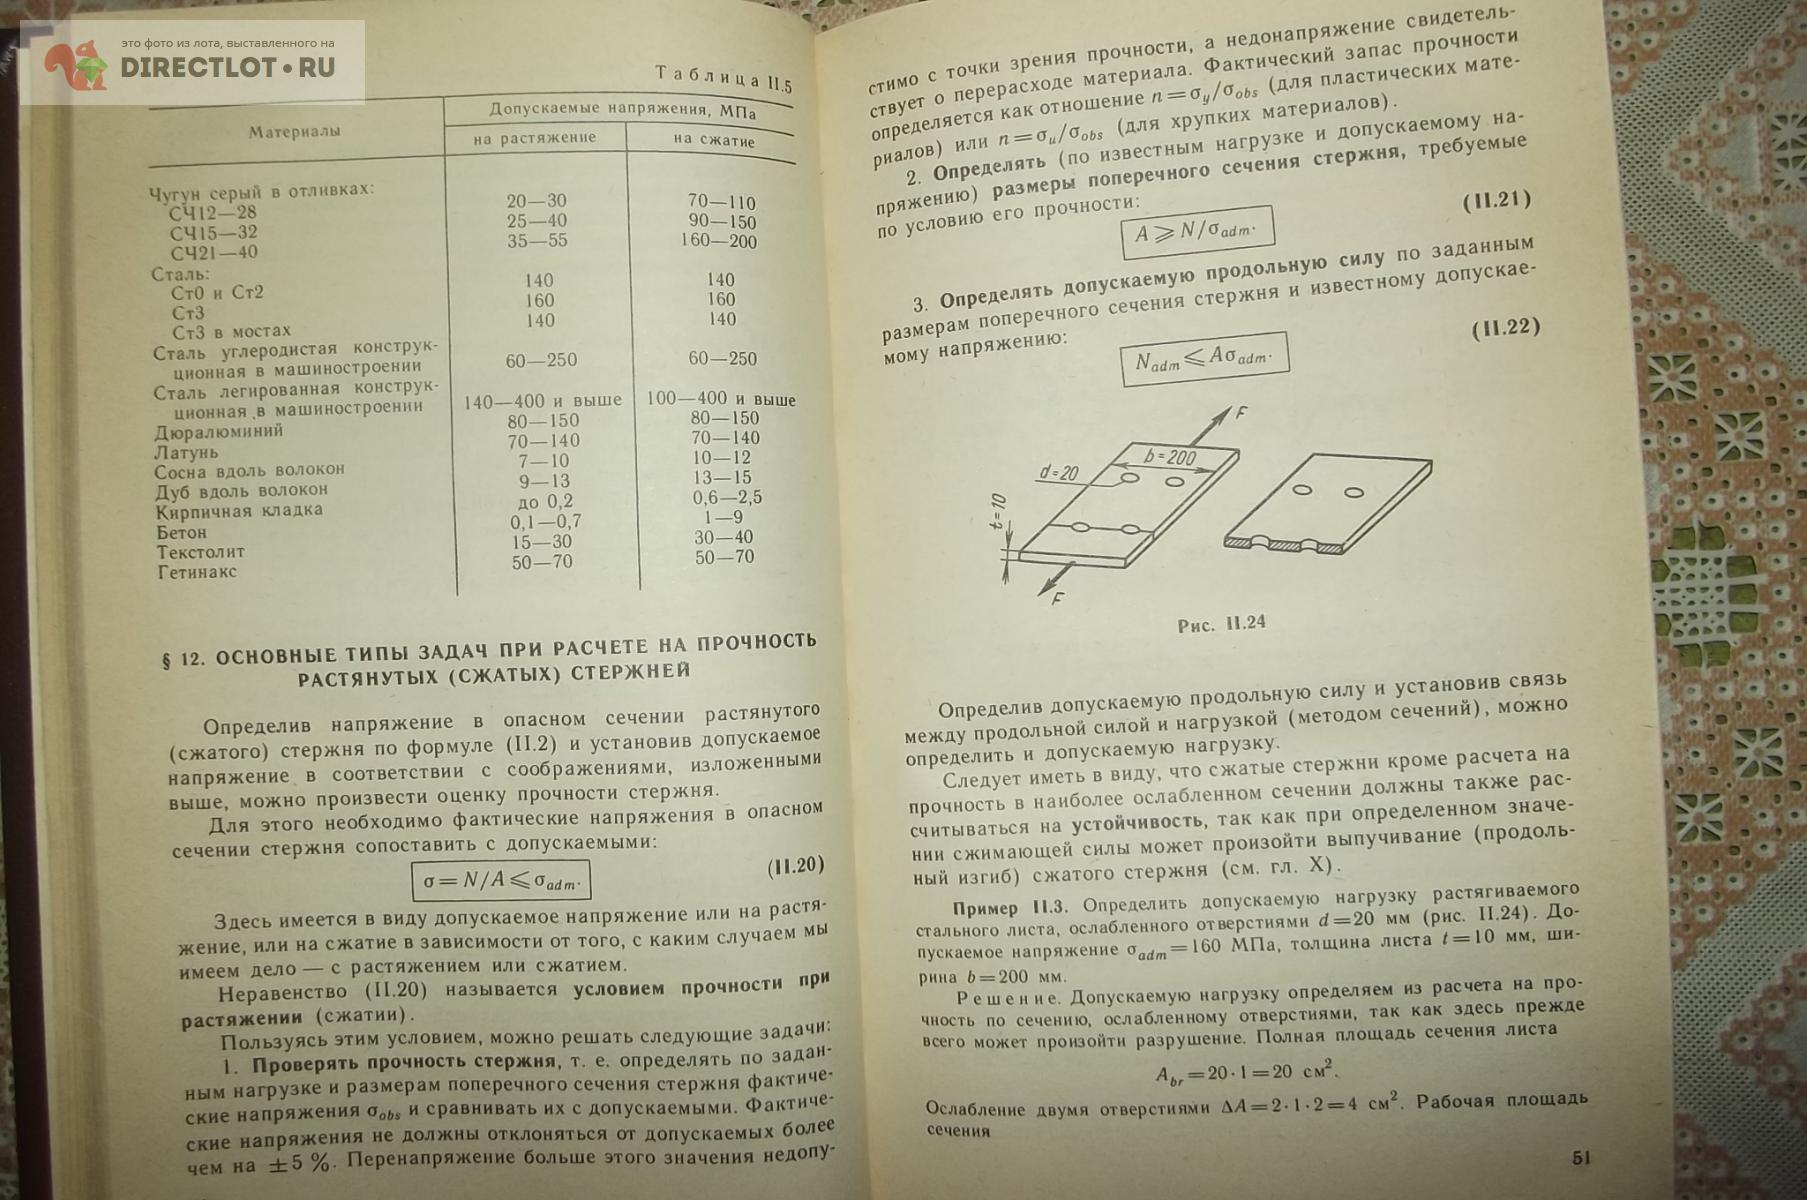 это фото из лота, выставленного на
DIRECTLOT•RU
Таблица II.5
Материалы
Допускаемые напряжения, МПа
на растяжение
на сжатие
Чугун серый в отливках:
СЧ12—28 20—30 70—110
СЧ15—32 25—40 90—150
СЧ21—40 35—55 160—200
Сталь:
Ст0 и Ст2 140 140
Ст3 160 160
Ст3 в мостах 140 140
Сталь углеродистая конструк-
ционная в машиностроении 60—250 60—250
Сталь легированная конструк-
ционная в машиностроении 140—400 и выше 100—400 и выше
Дюралюминий 80—150 80—150
Латунь 70—140 70—140
Сосна вдоль волокон 7—10 10—12
Дуб вдоль волокон 9—13 13—15
Кирпичная кладка до 0,2 0,6—2,5
Бетон 0,1—0,7 1—9
Текстолит 15—30 30—40
Гетинакс 50—70 50—70
§ 12. ОСНОВНЫЕ ТИПЫ ЗАДАЧ ПРИ РАСЧЕТЕ НА ПРОЧНОСТЬ
РАСТЯНУТЫХ (СЖАТЫХ) СТЕРЖНЕЙ
Определив напряжение в опасном сечении растянутого
(сжатого) стержня по формуле (II.2) и установив допускаемое
напряжение в соответствии с соображениями, изложенными
выше, можно произвести оценку прочности стержня.
Для этого необходимо фактические напряжения в опасном
сечении стержня сопоставить с допускаемыми:
σ = N/A ⩽ σadm. (II.20)
Здесь имеется в виду допускаемое напряжение или на растя-
жение, или на сжатие в зависимости от того, с каким случаем мы
имеем дело — с растяжением или сжатием.
Неравенство (II.20) называется условием прочности при
растяжении (сжатии).
Пользуясь этим условием, можно решать следующие задачи:
1. Проверять прочность стержня, т. е. определять по задан-
ным нагрузке и размерам поперечного сечения стержня фактиче-
ские напряжения σobs и сравнивать их с допускаемыми. Фактиче-
ские напряжения не должны отклоняться от допускаемых более
чем на ±5 %. Перенапряжение больше этого значения недопу-
стимо с точки зрения прочности, а недонапряжение свидетель-
ствует о перерасходе материала. Фактический запас прочности
определяется как отношение n=σy/σobs (для пластических мате-
риалов) или n=σu/σobs (для хрупких материалов).
2. Определять (по известным нагрузке и допускаемому на-
пряжению) размеры поперечного сечения стержня, требуемые
по условию его прочности:
A ⩾ N/σadm. (II.21)
3. Определять допускаемую продольную силу по заданным
размерам поперечного сечения стержня и известному допускае-
мому напряжению:
Nadm ⩽ Aσadm. (II.22)
F
b=200
d=20
t=10
F
Рис. II.24
Определив допускаемую продольную силу и установив связь
между продольной силой и нагрузкой (методом сечений), можно
определить и допускаемую нагрузку.
Следует иметь в виду, что сжатые стержни кроме расчета на
прочность в наиболее ослабленном сечении должны также рас-
считываться на устойчивость, так как при определенном значе-
нии сжимающей силы может произойти выпучивание (продоль-
ный изгиб) сжатого стержня (см. гл. X).
Пример II.3. Определить допускаемую нагрузку растягиваемого
стального листа, ослабленного отверстиями d=20 мм (рис. II.24). До-
пускаемое напряжение σadm=160 МПа, толщина листа t=10 мм, ши-
рина b=200 мм.
Решение. Допускаемую нагрузку определяем из расчета на про-
чность по сечению, ослабленному отверстиями, так как здесь прежде
всего может произойти разрушение. Полная площадь сечения листа
Abr=20·1=20 см².
Ослабление двумя отверстиями ΔA=2·1·2=4 см². Рабочая площадь
сечения
51